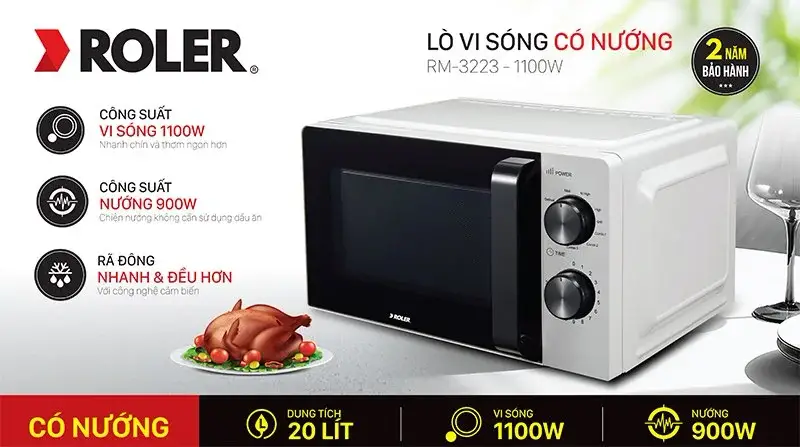 ROLER®
LÒ VI SÓNG CÓ NƯỚNG
RM-3223 - 1100W
2 NĂM
BẢO HÀNH
CÔNG SUẤT
VI SÓNG 1100W
Nhanh chín và thơm ngon hơn
CÔNG SUẤT
NƯỚNG 900W
Chiên nướng không cần sử dụng dầu ăn
RÃ ĐÔNG
NHANH & ĐỀU HƠN
Với công nghệ cảm biến
POWER
High
TIME
ROLER
CÓ NƯỚNG
DUNG TÍCH
20 LÍT
VI SÓNG
1100W
NƯỚNG
900W